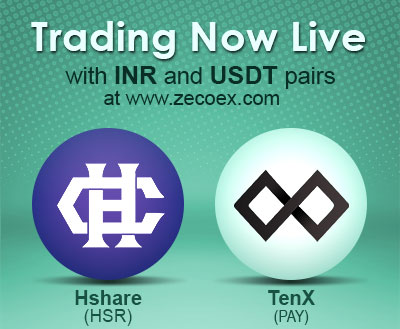 Trading Now Live
with INR and USDT pairs
at www.zecoex.com
Hshare
(HSR)
TenX
(PAY)